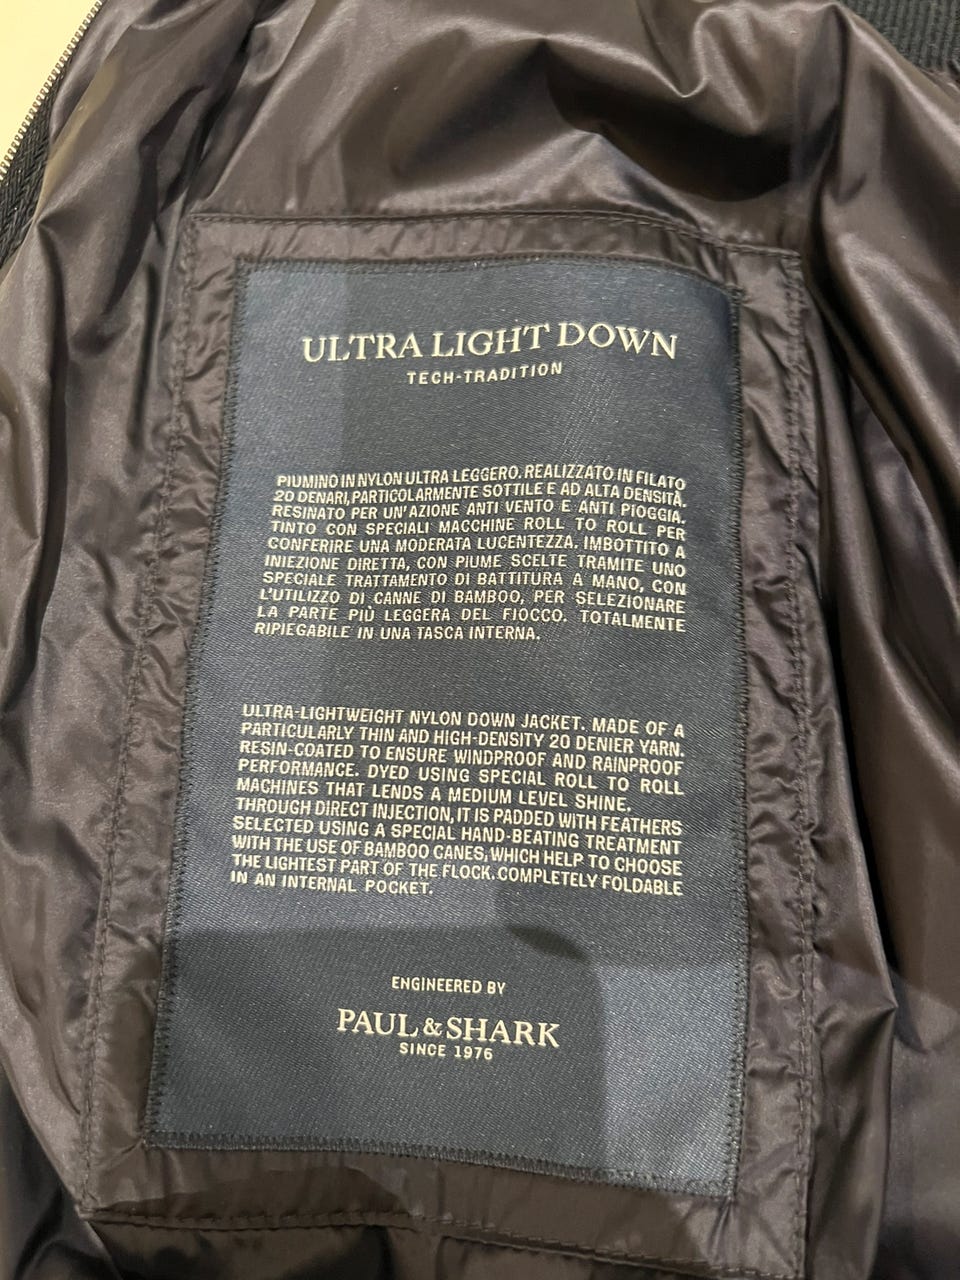 ULTRA LIGHT DOWN
TECH-TRADITION
PIUMINO IN NYLON ULTRA LEGGERO. REALIZZATO IN FILATO
20 DENARI, PARTICOLARMENTE SOTTILE E AD ALTA DENSITÀ.
RESINATO PER UN'AZIONE ANTI VENTO E ANTI PIOGGIA.
TINTO CON SPECIALI MACCHINE ROLL TO ROLL PER
CONFERIRE UNA MODERATA LUCENTEZZA. IMBOTTITO A
INIEZIONE DIRETTA, CON PIUME SCELTE TRAMITE UNO
SPECIALE TRATTAMENTO DI BATTITURA A MANO, CON
L'UTILIZZO DI CANNE DI BAMBOO, PER SELEZIONARE
LA PARTE PIÙ LEGGERA DEL FIOCCO. TOTALMENTE
RIPIEGABILE IN UNA TASCA INTERNA.
ULTRA-LIGHTWEIGHT NYLON DOWN JACKET. MADE OF A
PARTICULARLY THIN AND HIGH-DENSITY 20 DENIER YARN.
RESIN-COATED TO ENSURE WINDPROOF AND RAINPROOF
PERFORMANCE. DYED USING SPECIAL ROLL TO ROLL
MACHINES THAT LENDS A MEDIUM LEVEL SHINE.
THROUGH DIRECT INJECTION, IT IS PADDED WITH FEATHERS
SELECTED USING A SPECIAL HAND-BEATING TREATMENT
WITH THE USE OF BAMBOO CANES, WHICH HELP TO CHOOSE
THE LIGHTEST PART OF THE FLOCK. COMPLETELY FOLDABLE
IN AN INTERNAL POCKET.
ENGINEERED BY
PAUL & SHARK
SINCE 1976